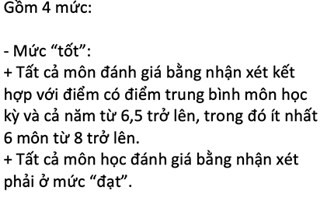 Gồm 4 mức:
- Mức “tốt”:
+ Tất cả môn đánh giá bằng nhận xét kết
hợp với điểm có điểm trung bình môn học
kỳ và cả năm từ 6,5 trở lên, trong đó ít nhất
6 môn từ 8 trở lên.
+ Tất cả môn học đánh giá bằng nhận xét
phải ở mức “đạt”.